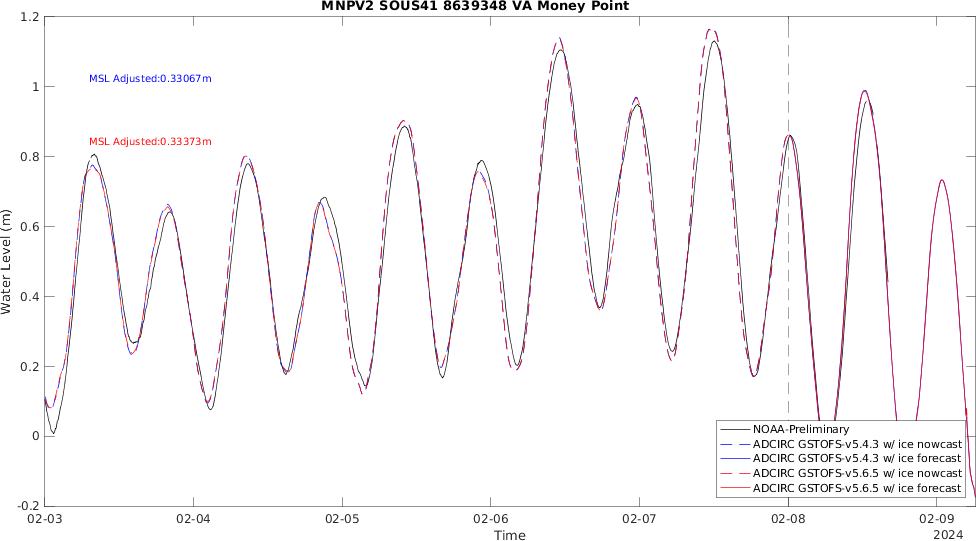 MNPV2 SOUS41 8639348 VA Money Point
1.2
1
0.8
0.6
0.4
0.2
0
-0.2
Water Level (m)
MSL Adjusted:0.33067m
MSL Adjusted:0.33373m
NOAA-Preliminary
ADCIRC GSTOFS-v5.4.3 w/ ice nowcast
ADCIRC GSTOFS-v5.4.3 w/ ice forecast
ADCIRC GSTOFS-v5.6.5 w/ ice nowcast
ADCIRC GSTOFS-v5.6.5 w/ ice forecast
02-03 02-04 02-05 02-06 02-07 02-08 02-09
2024
Time